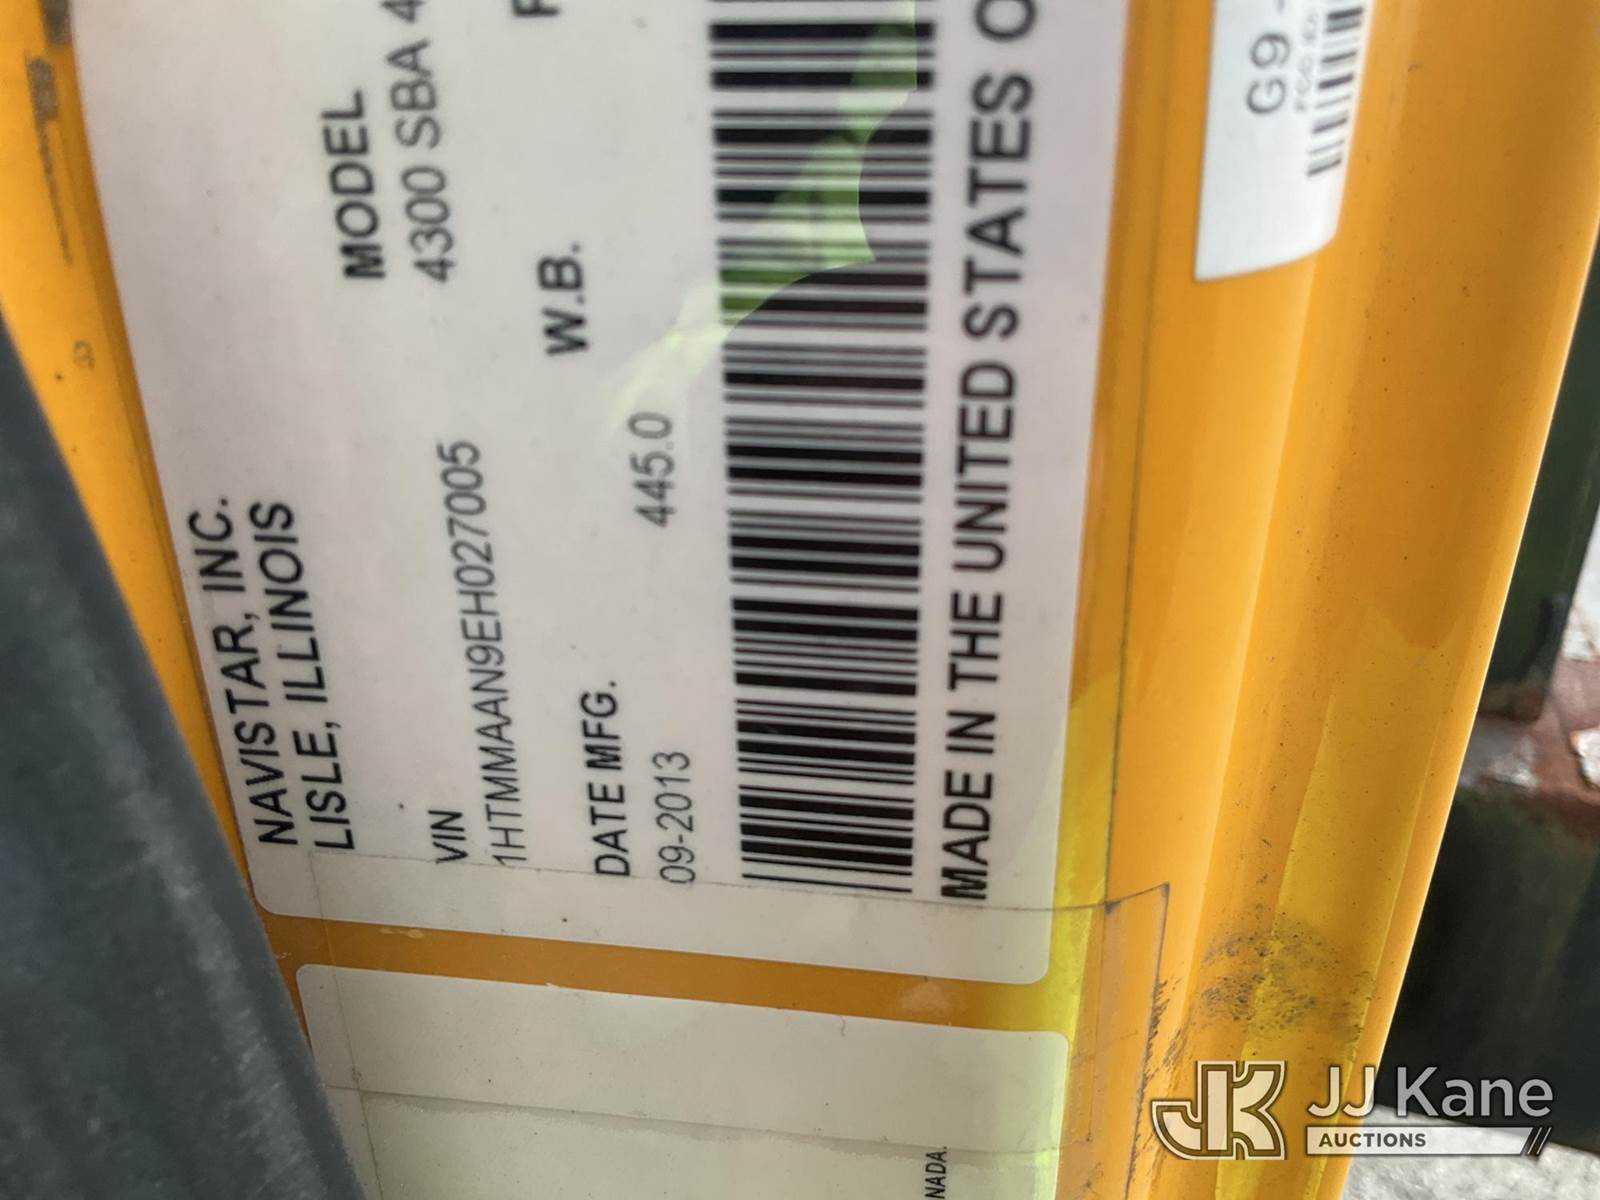 NAVISTAR, INC.
LISLE, ILLINOIS
MODEL
VIN
4300 SBA 4
1HTMMAAN9EH027005
DATE MFG.
W.B.
09-2013
445.0
MADE IN THE UNITED STATES
G9
NADA.
JJ Kane
AUCTIONS